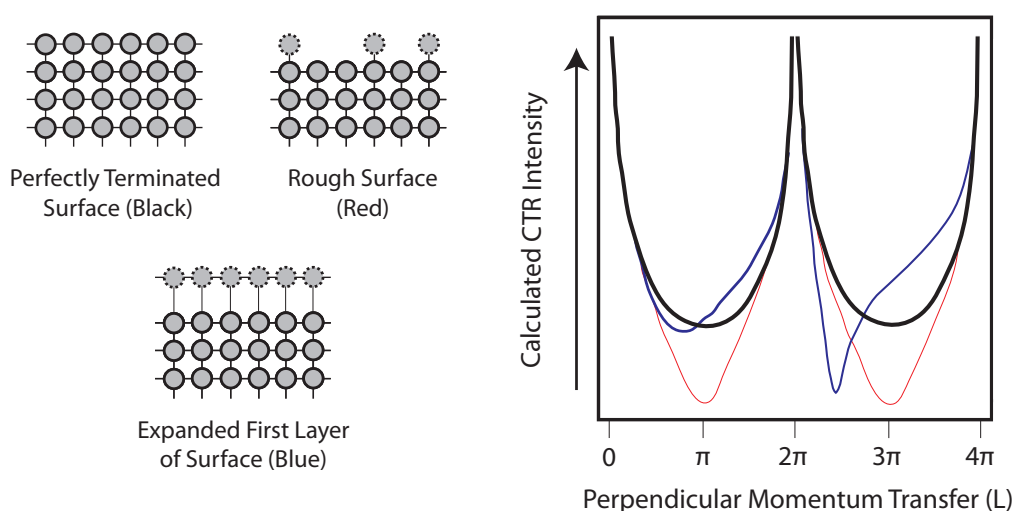 Perfectly Terminated
Surface (Black)
Rough Surface
(Red)
Expanded First Layer
of Surface (Blue)
Calculated CTR Intensity
0
π
2π
3π
4π
Perpendicular Momentum Transfer (L)